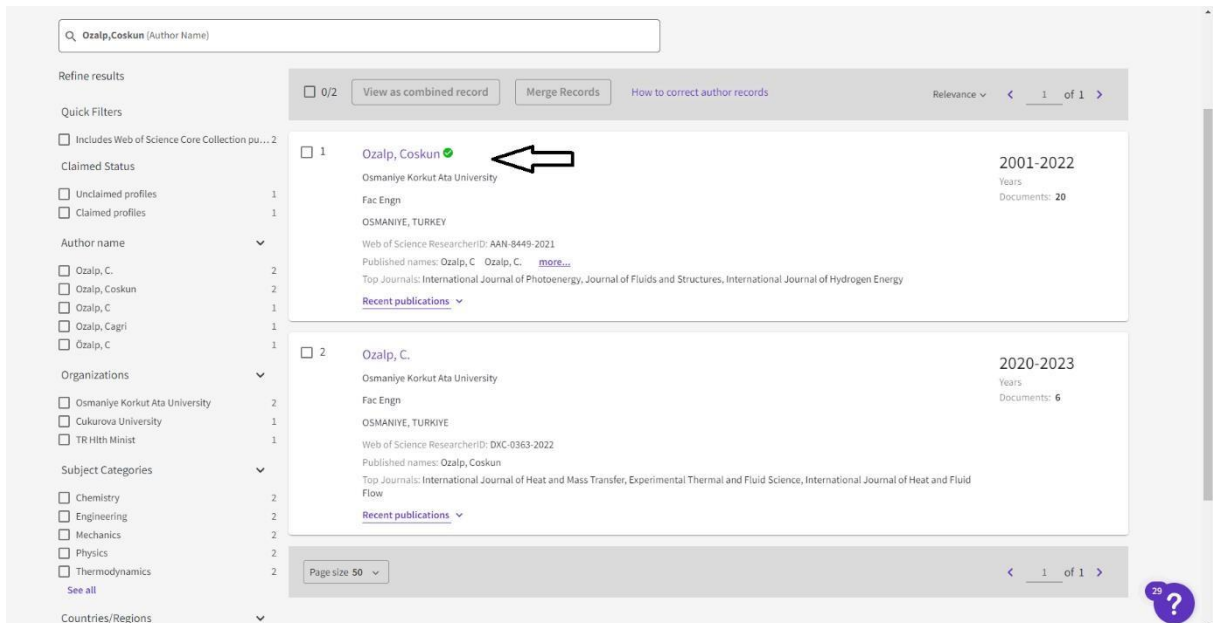 Ozalp,Coskun (Author Name)
Refine results
Quick Filters
Includes Web of Science Core Collection pu... 2
Claimed Status
Unclaimed profiles 1
Claimed profiles 1
Author name
Ozalp, C. 2
Ozalp, Coskun 2
Ozalp, C 1
Ozalp, Cagri 1
Özalp, C 1
Organizations
Osmaniye Korkut Ata University 2
Cukurova University 1
TR Hlth Minist 1
Subject Categories
Chemistry 2
Engineering 2
Mechanics 2
Physics 2
Thermodynamics 2
See all
Countries/Regions
0/2 View as combined record Merge Records How to correct author records Relevance 1 of 1
1 Ozalp, Coskun
Osmaniye Korkut Ata University
Fac Engn
OSMANIYE, TURKEY
Web of Science ResearcherID: AAN-8449-2021
Published names: Ozalp, C Ozalp, C. more...
Top Journals: International Journal of Photoenergy, Journal of Fluids and Structures, International Journal of Hydrogen Energy
Recent publications
2001-2022
Years
Documents: 20
2 Ozalp, C.
Osmaniye Korkut Ata University
Fac Engn
OSMANIYE, TURKIYE
Web of Science ResearcherID: DXC-0363-2022
Published names: Ozalp, Coskun
Top Journals: International Journal of Heat and Mass Transfer, Experimental Thermal and Fluid Science, International Journal of Heat and Fluid
Flow
Recent publications
2020-2023
Years
Documents: 6
Page size 50 1 of 1
29
?